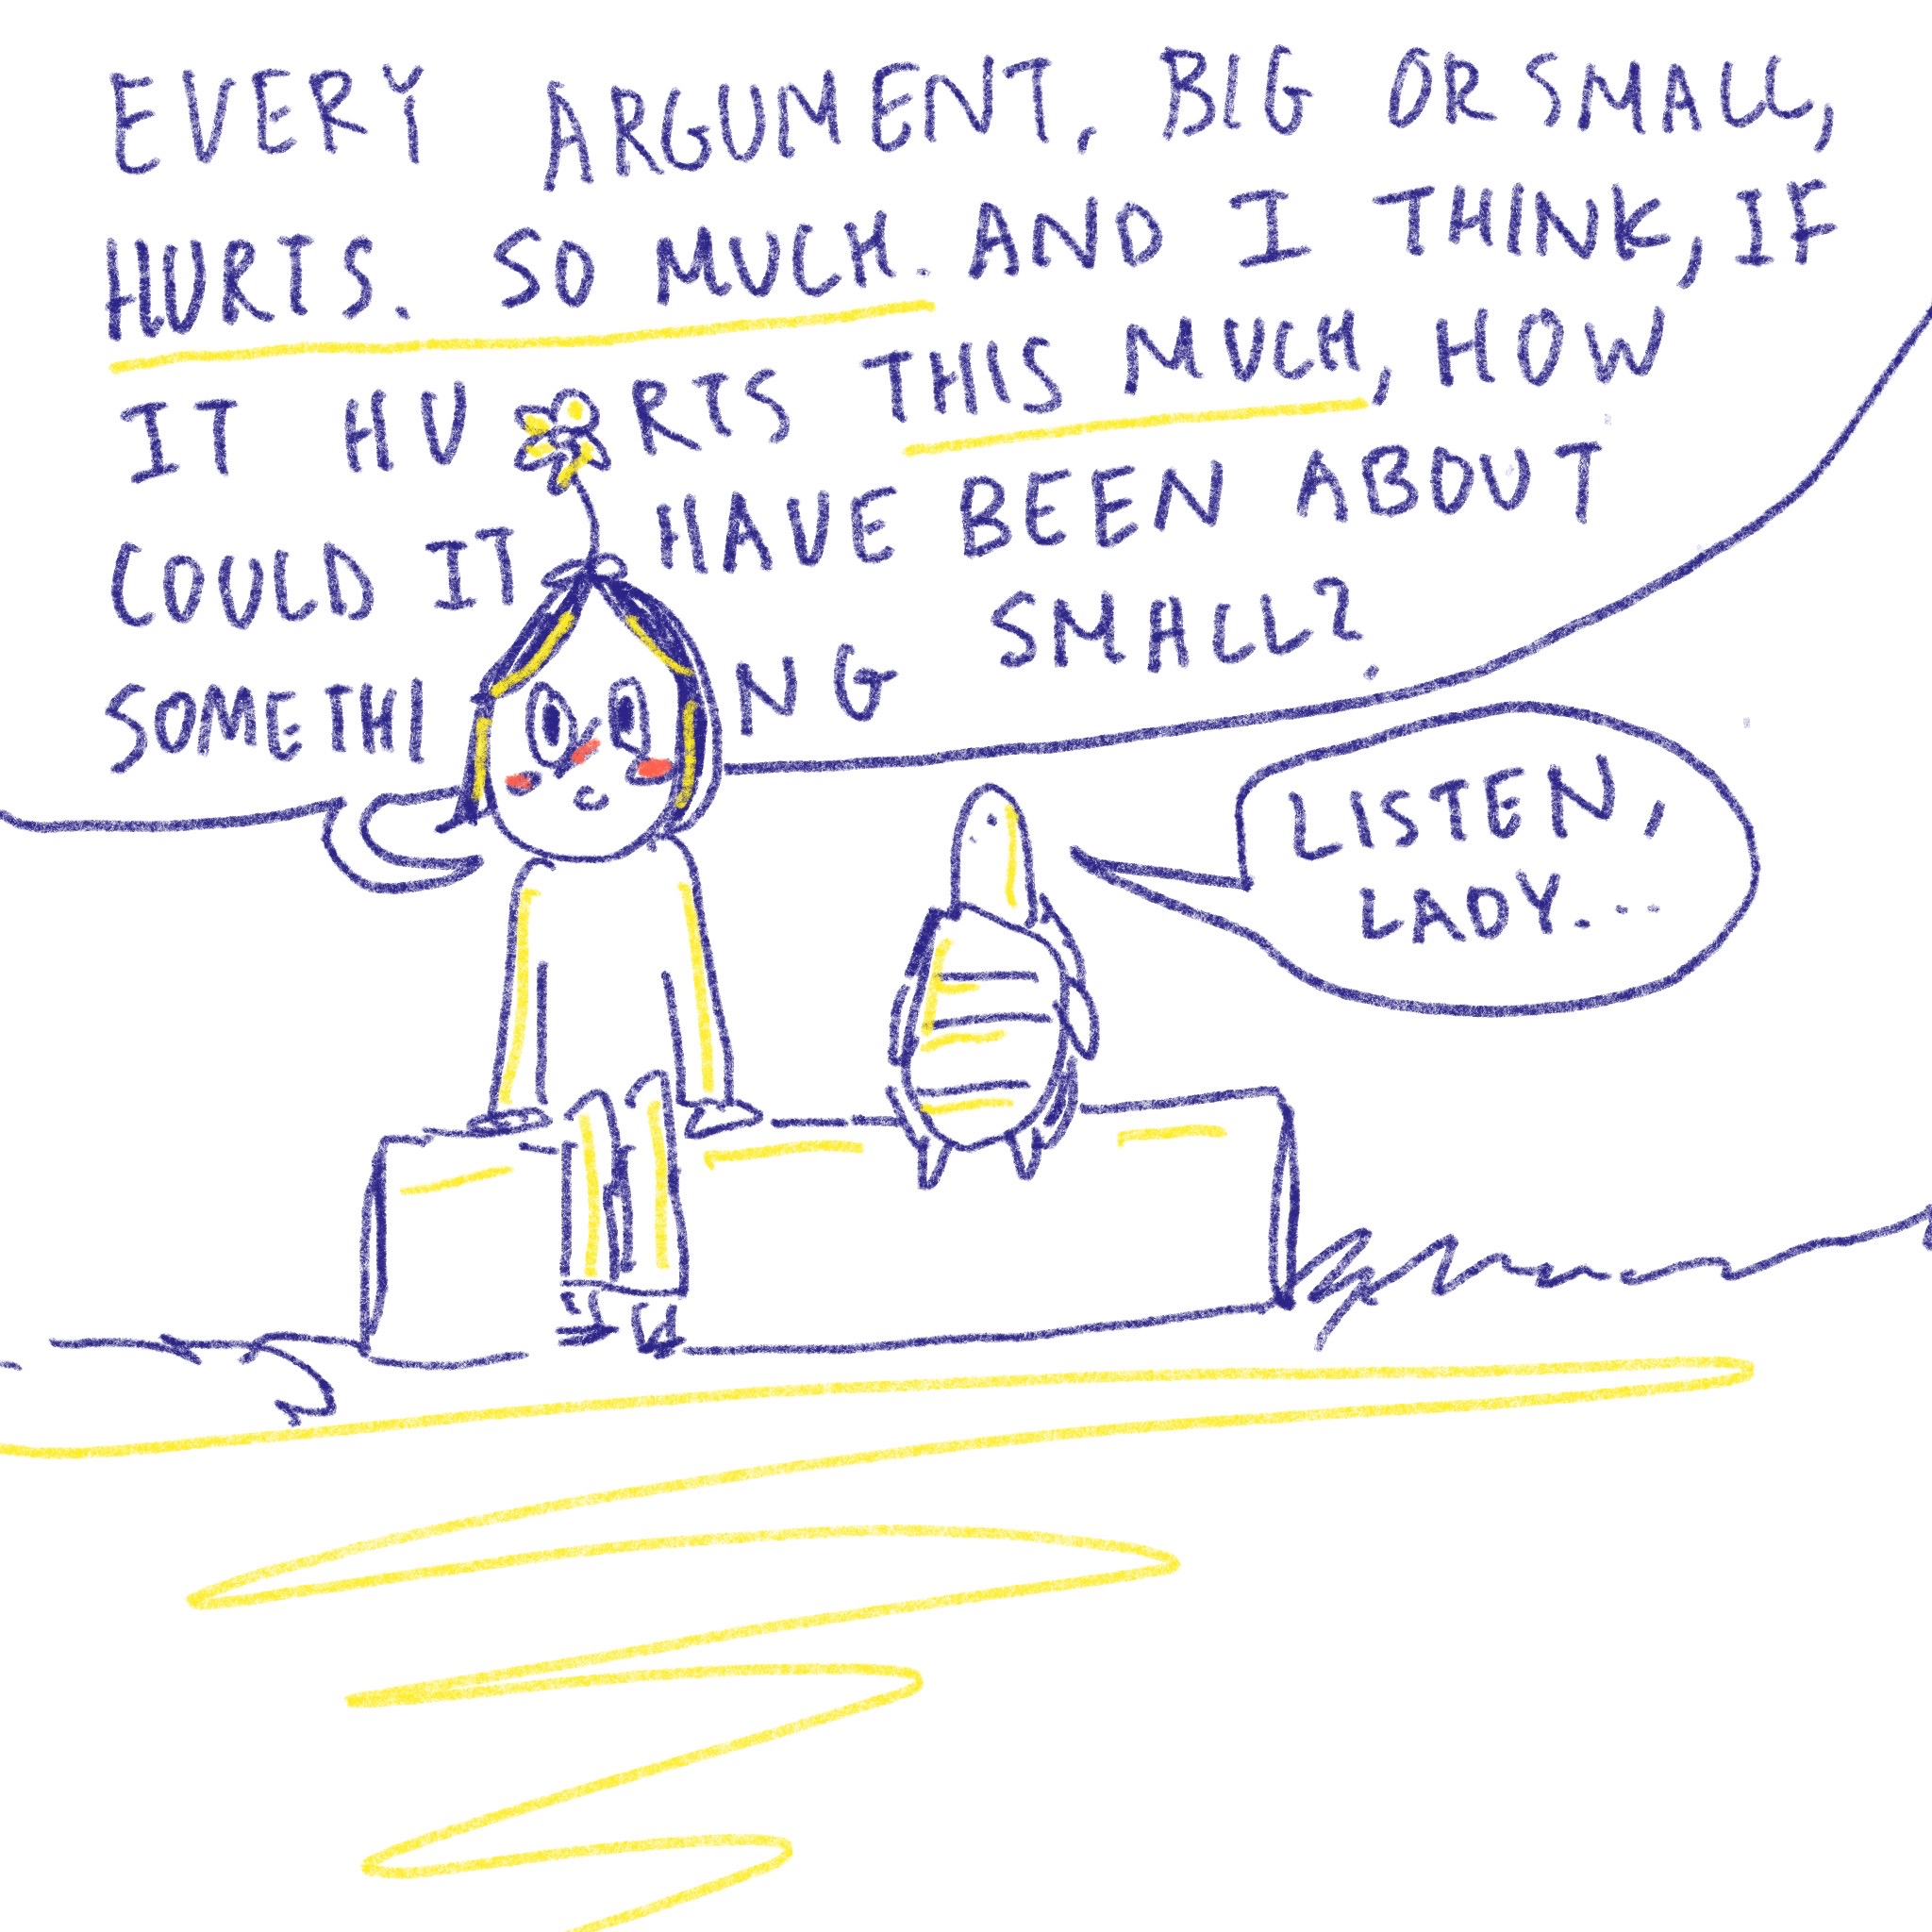 EVERY ARGUMENT, BIG OR SMALL,
HURTS. SO MUCH. AND I THINK, IF
IT HURTS THIS MUCH, HOW
COULD IT HAVE BEEN ABOUT
SOMETHING SMALL?
LISTEN,
LADY...